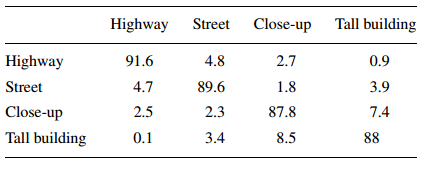 Highway Street Close-up Tall building
Highway 91.6 4.8 2.7 0.9
Street 4.7 89.6 1.8 3.9
Close-up 2.5 2.3 87.8 7.4
Tall building 0.1 3.4 8.5 88